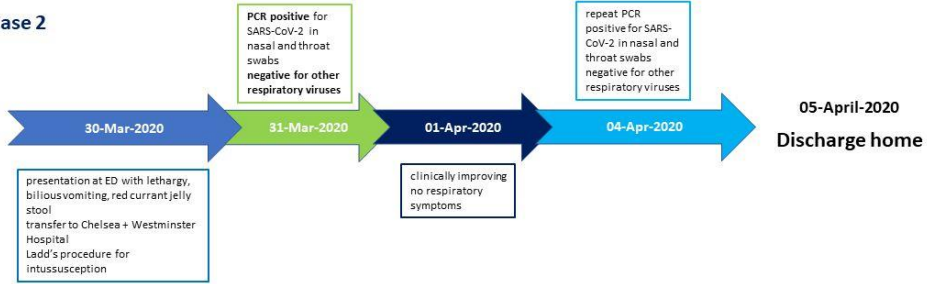 ase 2
PCR positive for
SARS-CoV-2 in
nasal and throat
swabs
negative for other
respiratory viruses
repeat PCR
positive for SARS-
CoV-2 in nasal and
throat swabs
negative for other
respiratory viruses
30-Mar-2020
31-Mar-2020
01-Apr-2020
04-Apr-2020
05-April-2020
Discharge home
presentation at ED with lethargy,
bilious vomiting, red currant jelly
stool
transfer to Chelsea + Westminster
Hospital
Ladd's procedure for
intussusception
clinically improving
no respiratory
symptoms